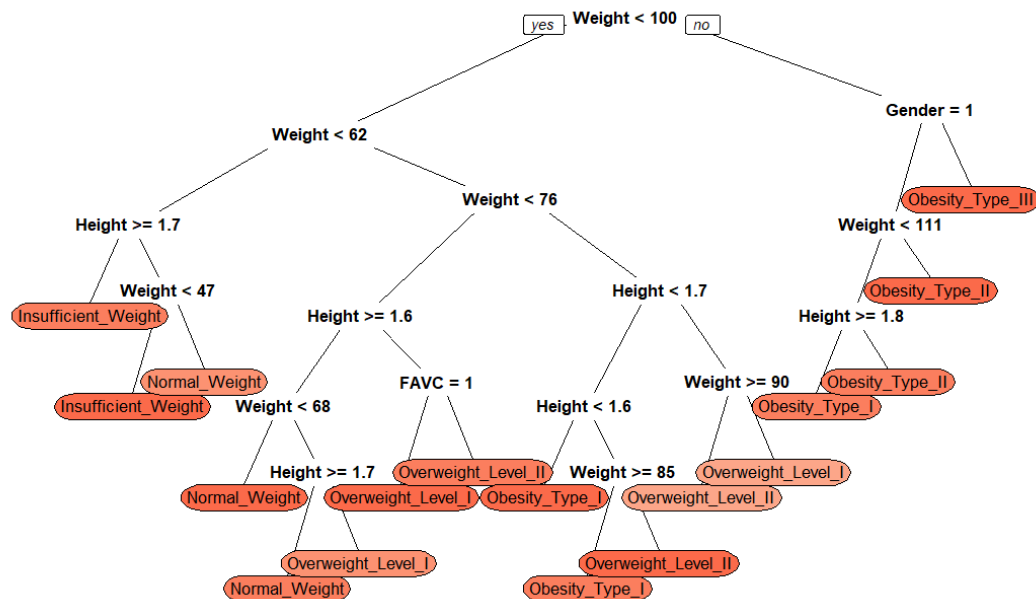 Weight < 100
yes
no
Gender = 1
Weight < 62
Weight < 76
Obesity_Type_III
Height >= 1.7
Weight < 111
Weight < 47
Height < 1.7
Obesity_Type_II
Insufficient_Weight
Height >= 1.6
Height >= 1.8
Normal_Weight
FAVC = 1
Weight >= 90
Obesity_Type_II
Insufficient_Weight
Weight < 68
Height < 1.6
Obesity_Type_I
Height >= 1.7
Overweight_Level_II
Weight >= 85
Overweight_Level_I
Normal_Weight
Overweight_Level_I
Obesity_Type_I
Overweight_Level_II
Overweight_Level_I
Overweight_Level_II
Normal_Weight
Obesity_Type_I